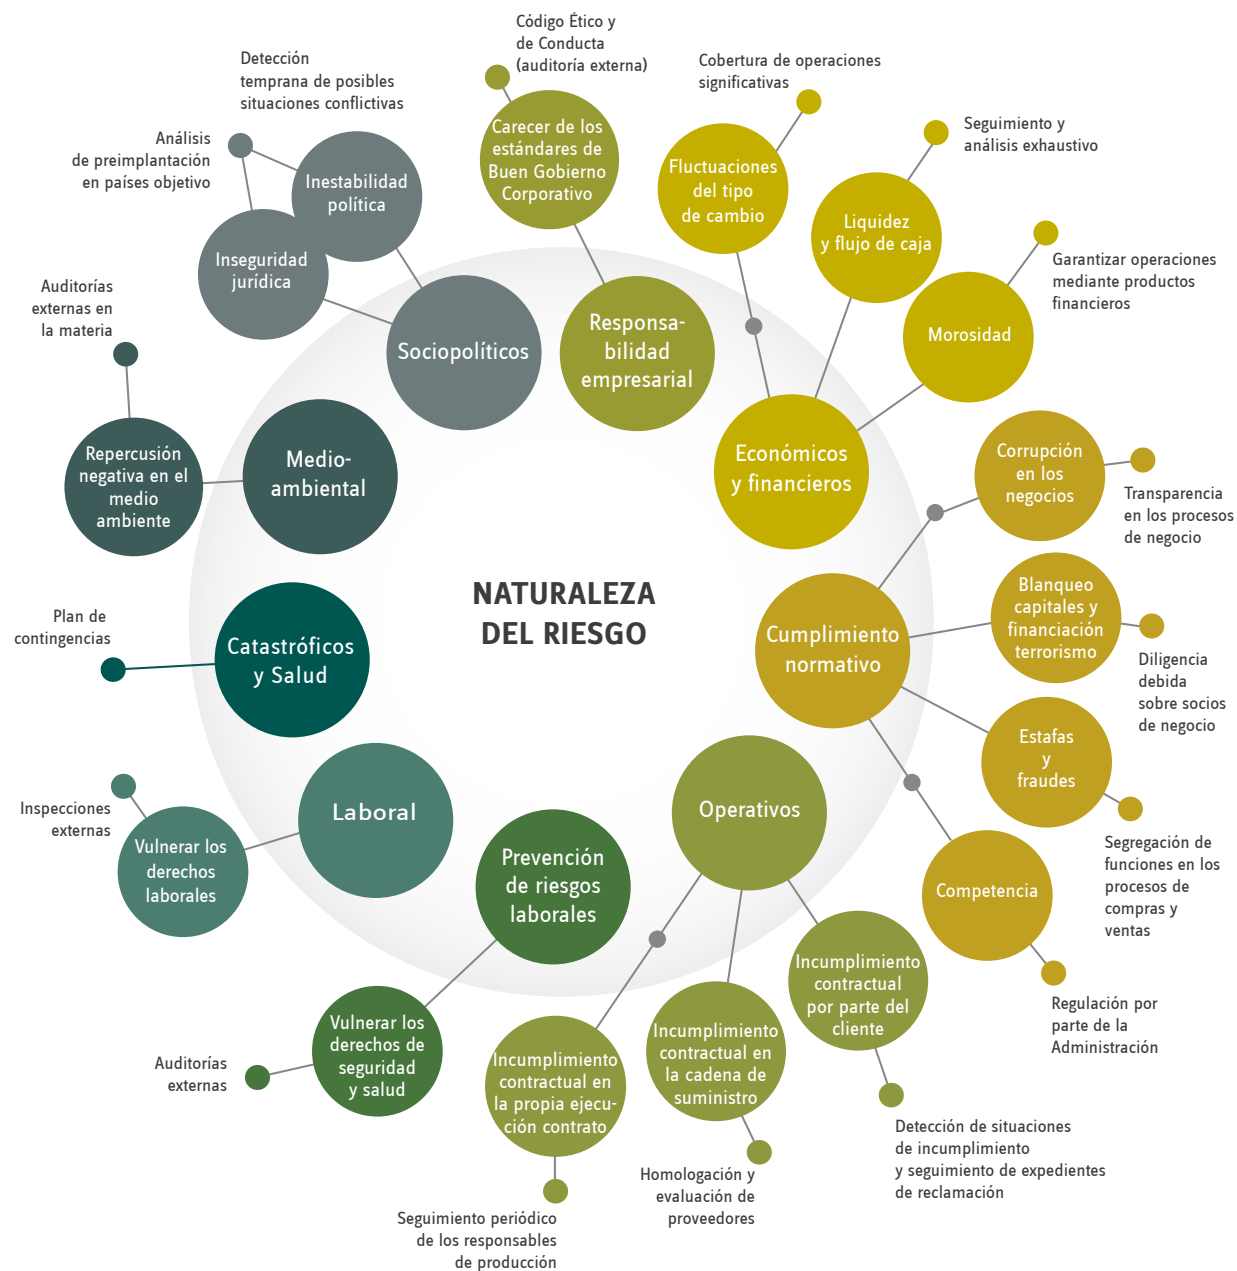 NATURALEZA
DEL RIESGO
Responsa-
bilidad
empresarial
Carecer de los
estándares de
Buen Gobierno
Corporativo
Código Ético y
de Conducta
(auditoría externa)
Económicos
y financieros
Fluctuaciones
del tipo
de cambio
Cobertura de operaciones
significativas
Liquidez
y flujo de caja
Seguimiento y
análisis exhaustivo
Morosidad
Garantizar operaciones
mediante productos
financieros
Cumplimiento
normativo
Corrupción
en los
negocios
Transparencia
en los procesos
de negocio
Blanqueo
capitales y
financiación
terrorismo
Diligencia
debida
sobre socios
de negocio
Estafas
y
fraudes
Segregación de
funciones en los
procesos de
compras y
ventas
Competencia
Regulación por
parte de la
Administración
Operativos
Incumplimiento
contractual
por parte del
cliente
Detección de situaciones
de incumplimiento
y seguimiento de expedientes
de reclamación
Incumplimiento
contractual en
la cadena de
suministro
Homologación y
evaluación de
proveedores
Incumplimiento
contractual en
la propia ejecu-
ción contrato
Seguimiento periódico
de los responsables
de producción
Prevención
de riesgos
laborales
Vulnerar los
derechos de
seguridad
y salud
Auditorías
externas
Laboral
Vulnerar los
derechos
laborales
Inspecciones
externas
Catastróficos
y Salud
Plan de
contingencias
Medio-
ambiental
Repercusión
negativa en el
medio
ambiente
Auditorías
externas en
la materia
Sociopolíticos
Inseguridad
jurídica
Inestabilidad
política
Análisis
de preimplantación
en países objetivo
Detección
temprana de posibles
situaciones conflictivas